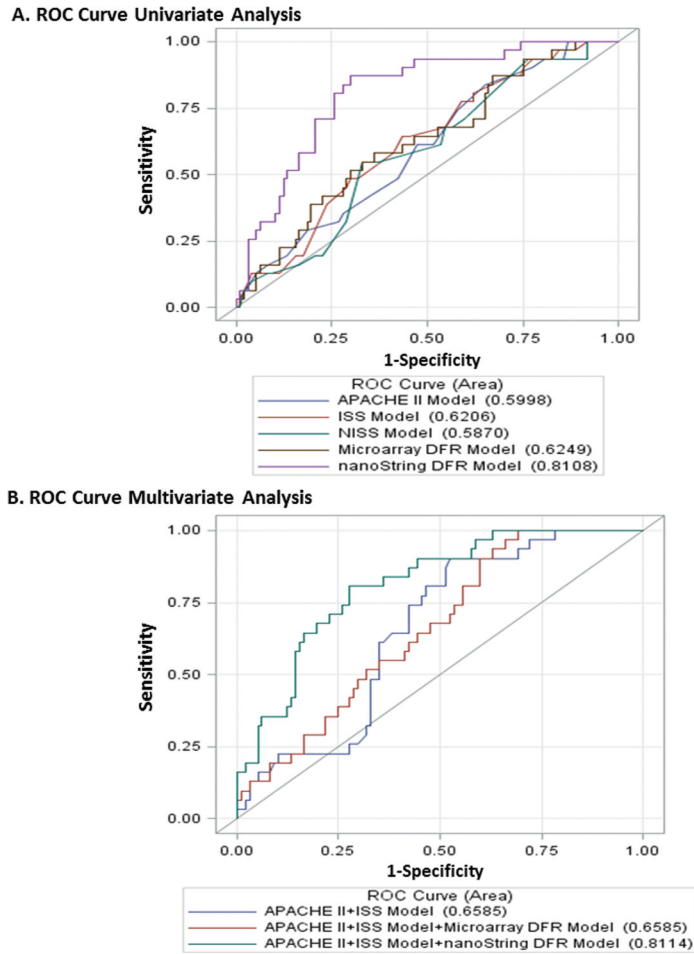 A. ROC Curve Univariate Analysis
1.00
0.75
0.50
0.25
0.00
Sensitivity
0.00 0.25 0.50 0.75 1.00
1-Specificity
ROC Curve (Area)
APACHE II Model (0.5998)
ISS Model (0.6206)
NISS Model (0.5870)
Microarray DFR Model (0.6249)
nanoString DFR Model (0.8108)
B. ROC Curve Multivariate Analysis
1.00
0.75
0.50
0.25
0.00
Sensitivity
0.00 0.25 0.50 0.75 1.00
1-Specificity
ROC Curve (Area)
APACHE II+ISS Model (0.6585)
APACHE II+ISS Model+Microarray DFR Model (0.6585)
APACHE II+ISS Model+nanoString DFR Model (0.8114)